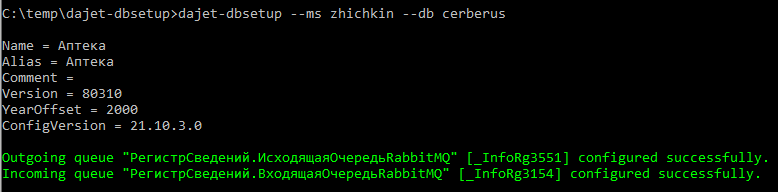 C:\temp\dajet-dbsetup>dajet-dbsetup --ms zhichkin --db cerberus
Name = Аптека
Alias = Аптека
Comment =
Version = 80310
YearOffset = 2000
ConfigVersion = 21.10.3.0
Outgoing queue "РегистрСведений.ИсходящаяОчередьRabbitMQ" [_InfoRg3551] configured successfully.
Incoming queue "РегистрСведений.ВходящаяОчередьRabbitMQ" [_InfoRg3154] configured successfully.